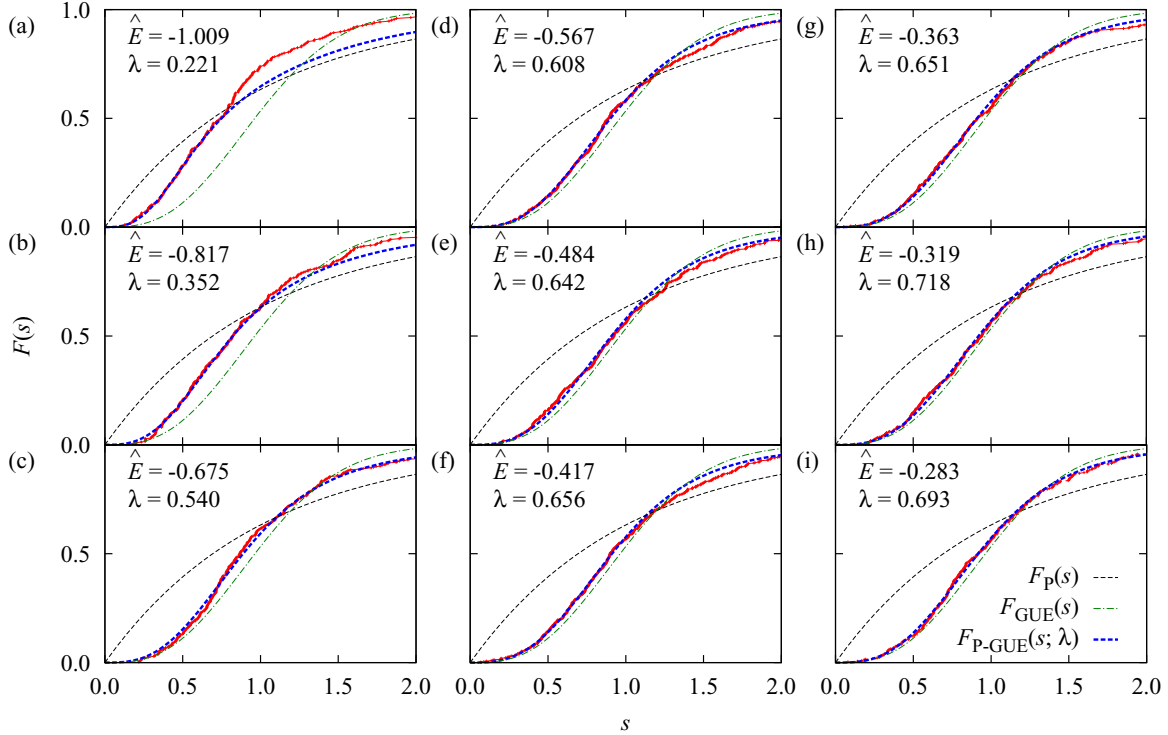 (a)
Ê = -1.009
λ = 0.221
(d)
Ê = -0.567
λ = 0.608
(g)
Ê = -0.363
λ = 0.651
1.0
0.5
0.0
(b)
Ê = -0.817
λ = 0.352
(e)
Ê = -0.484
λ = 0.642
(h)
Ê = -0.319
λ = 0.718
F(s)
0.5
0.0
(c)
Ê = -0.675
λ = 0.540
(f)
Ê = -0.417
λ = 0.656
(i)
Ê = -0.283
λ = 0.693
0.5
0.0
F_P(s)
F_GUE(s)
F_P-GUE(s; λ)
0.0 0.5 1.0 1.5 2.0 0.0 0.5 1.0 1.5 2.0 0.0 0.5 1.0 1.5 2.0
s